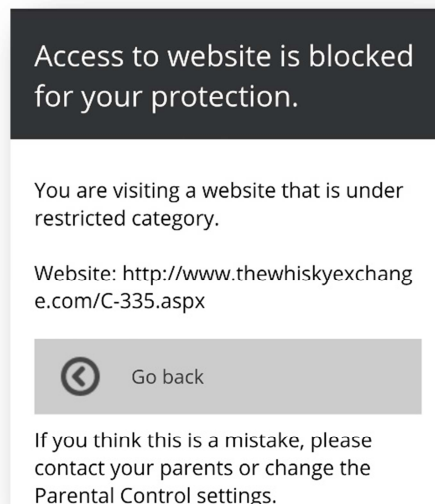 Access to website is blocked
for your protection.
You are visiting a website that is under
restricted category.
Website: http://www.thewhiskyexchang
e.com/C-335.aspx
Go back
If you think this is a mistake, please
contact your parents or change the
Parental Control settings.